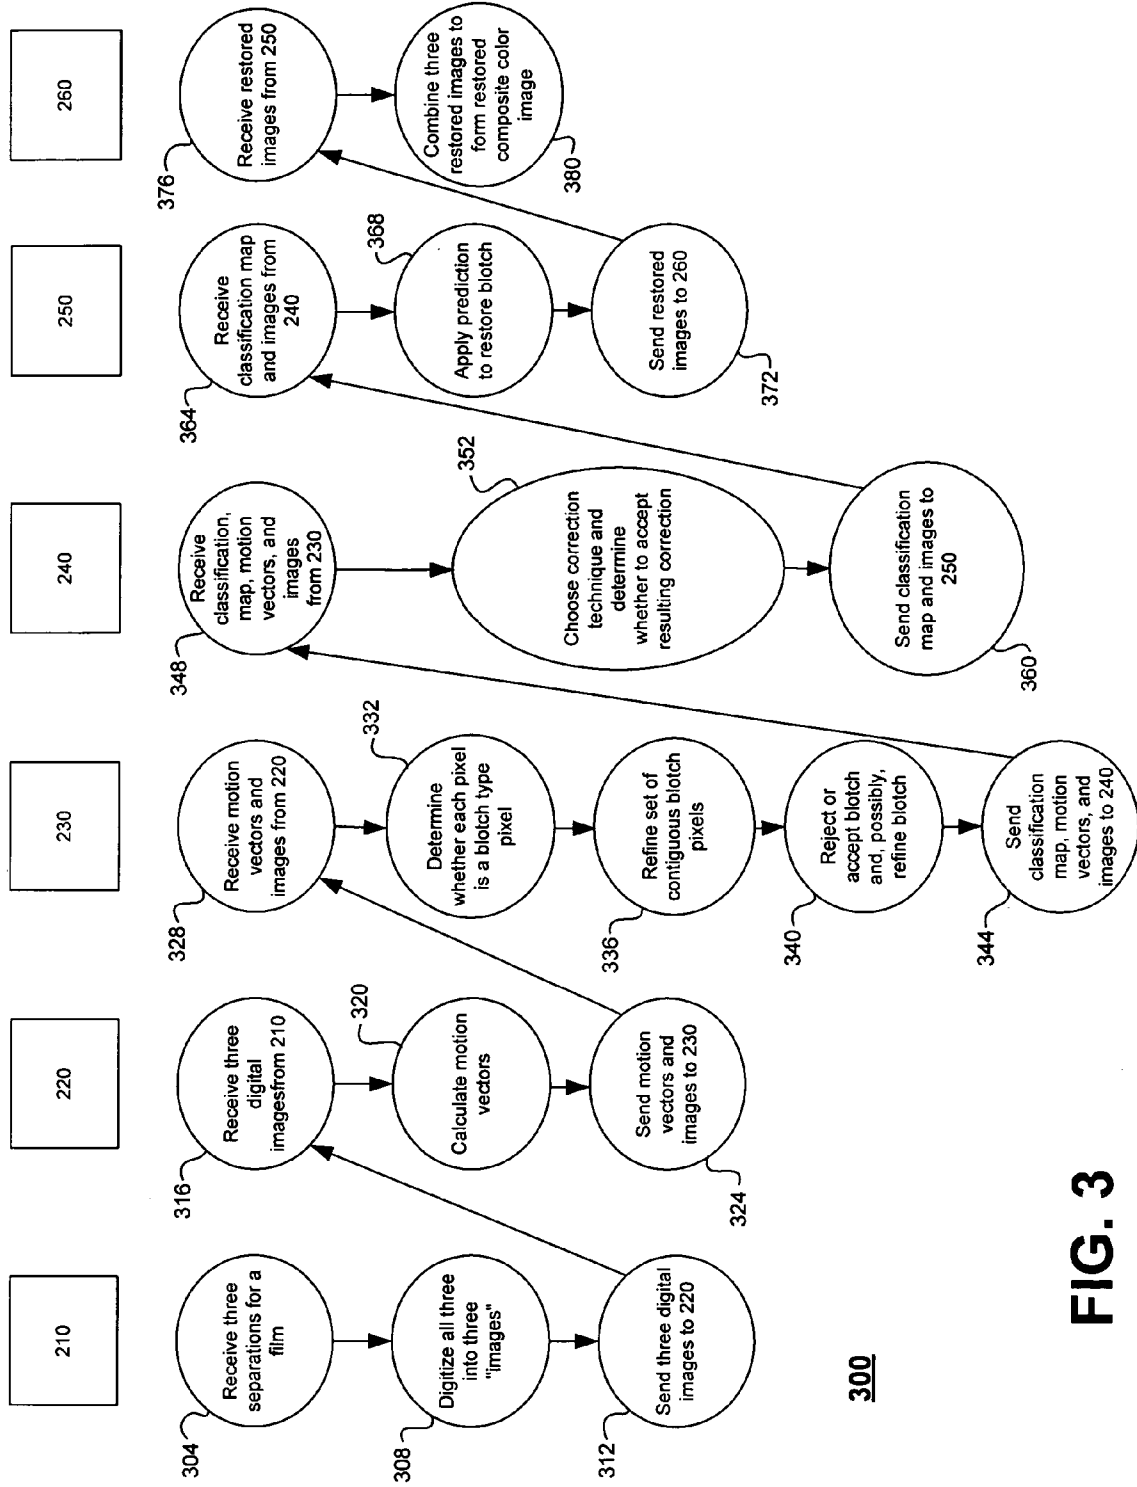 210
220
230
240
250
260
Receive three
separations for a
film
304
Digitize all three
into three
"images"
308
Send three digital
images to 220
312
Receive three
digital
imagesfrom 210
316
Calculate motion
vectors
320
Send motion
vectors and
images to 230
324
Receive motion
vectors and
images from 220
328
Determine
whether each pixel
is a blotch type
pixel
332
Refine set of
contiguous blotch
pixels
336
Reject or
accept blotch
and, possibly,
refine blotch
340
Send
classification
map, motion
vectors, and
images to 240
344
Receive
classification,
map, motion
vectors, and
images
from 230
348
Choose correction
technique and
determine
whether to accept
resulting correction
352
Send classification
map and images to
250
360
Receive
classification map
and images from
240
364
Apply prediction
to restore blotch
368
Send restored
images to 260
372
Receive restored
images from 250
376
Combine three
restored images to
form restored
composite color
image
380
300
FIG. 3